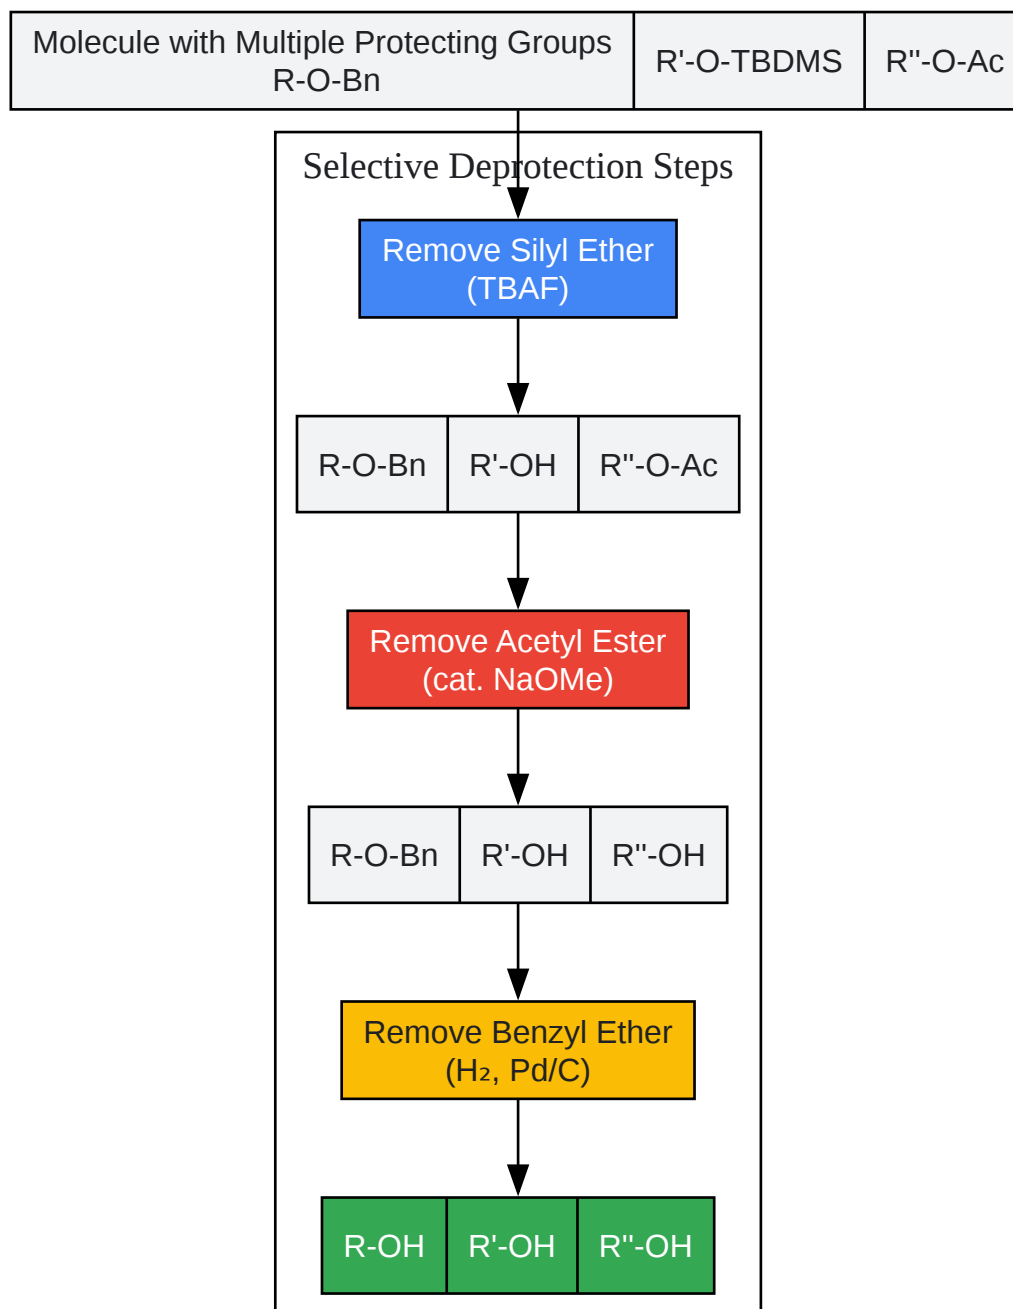 Molecule with Multiple Protecting Groups
R-O-Bn
R'-O-TBDMS
R''-O-Ac
Selective Deprotection Steps
Remove Silyl Ether
(TBAF)
R-O-Bn
R'-OH
R''-O-Ac
Remove Acetyl Ester
(cat. NaOMe)
R-O-Bn
R'-OH
R''-OH
Remove Benzyl Ether
(H₂, Pd/C)
R-OH
R'-OH
R''-OH